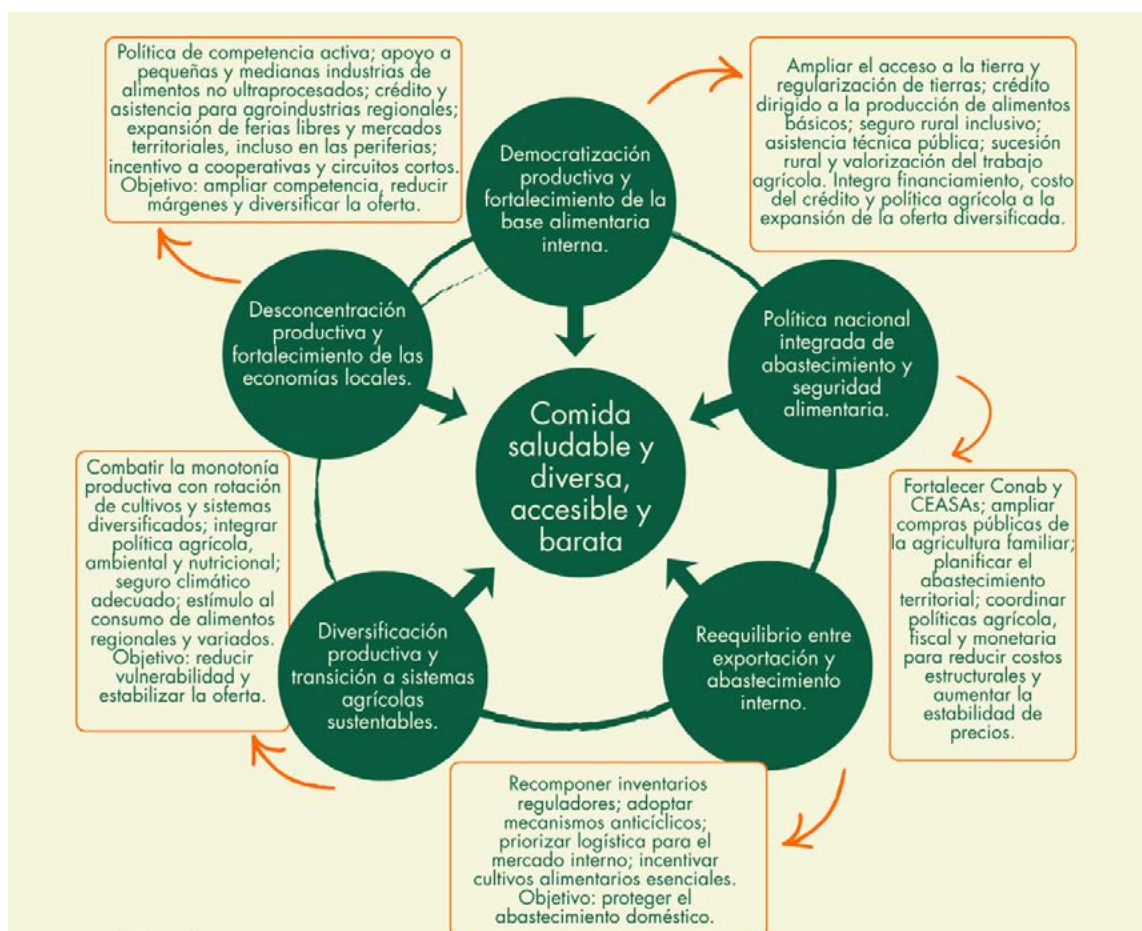 Política de competencia activa; apoyo a
pequeñas y medianas industrias de
alimentos no ultraprocesados; crédito y
asistencia para agroindustrias regionales;
expansión de ferias libres y mercados
territoriales, incluso en las periferias;
incentivo a cooperativas y circuitos cortos.
Objetivo: ampliar competencia, reducir
márgenes y diversificar la oferta.
Democratización
productiva y
fortalecimiento de la
base alimentaria
interna.
Ampliar el acceso a la tierra y
regularización de tierras; crédito
dirigido a la producción de alimentos
básicos; seguro rural inclusivo;
asistencia técnica pública; sucesión
rural y valorización del trabajo
agrícola. Integra financiamiento, costo
del crédito y política agrícola a la
expansión de la oferta diversificada.
Desconcentración
productiva y
fortalecimiento de las
economías locales.
Política nacional
integrada de
abastecimiento y
seguridad
alimentaria.
Comida
saludable y
diversa,
accesible y
barata
Combatir la monotonía
productiva con rotación
de cultivos y sistemas
diversificados; integrar
política agrícola,
ambiental y nutricional;
seguro climático
adecuado; estímulo al
consumo de alimentos
regionales y variados.
Objetivo: reducir
vulnerabilidad y
estabilizar la oferta.
Diversificación
productiva y
transición a sistemas
agrícolas
sustentables.
Reequilibrio entre
exportación y
abastecimiento
interno.
Fortalecer Conab y
CEASAs; ampliar
compras públicas de
la agricultura familiar;
planificar el
abastecimiento
territorial; coordinar
políticas agrícola,
fiscal y monetaria
para reducir costos
estructurales y
aumentar la
estabilidad de
precios.
Recomponer inventarios
reguladores; adoptar
mecanismos anticíclicos;
priorizar logística para el
mercado interno; incentivar
cultivos alimentarios esenciales.
Objetivo: proteger el
abastecimiento doméstico.